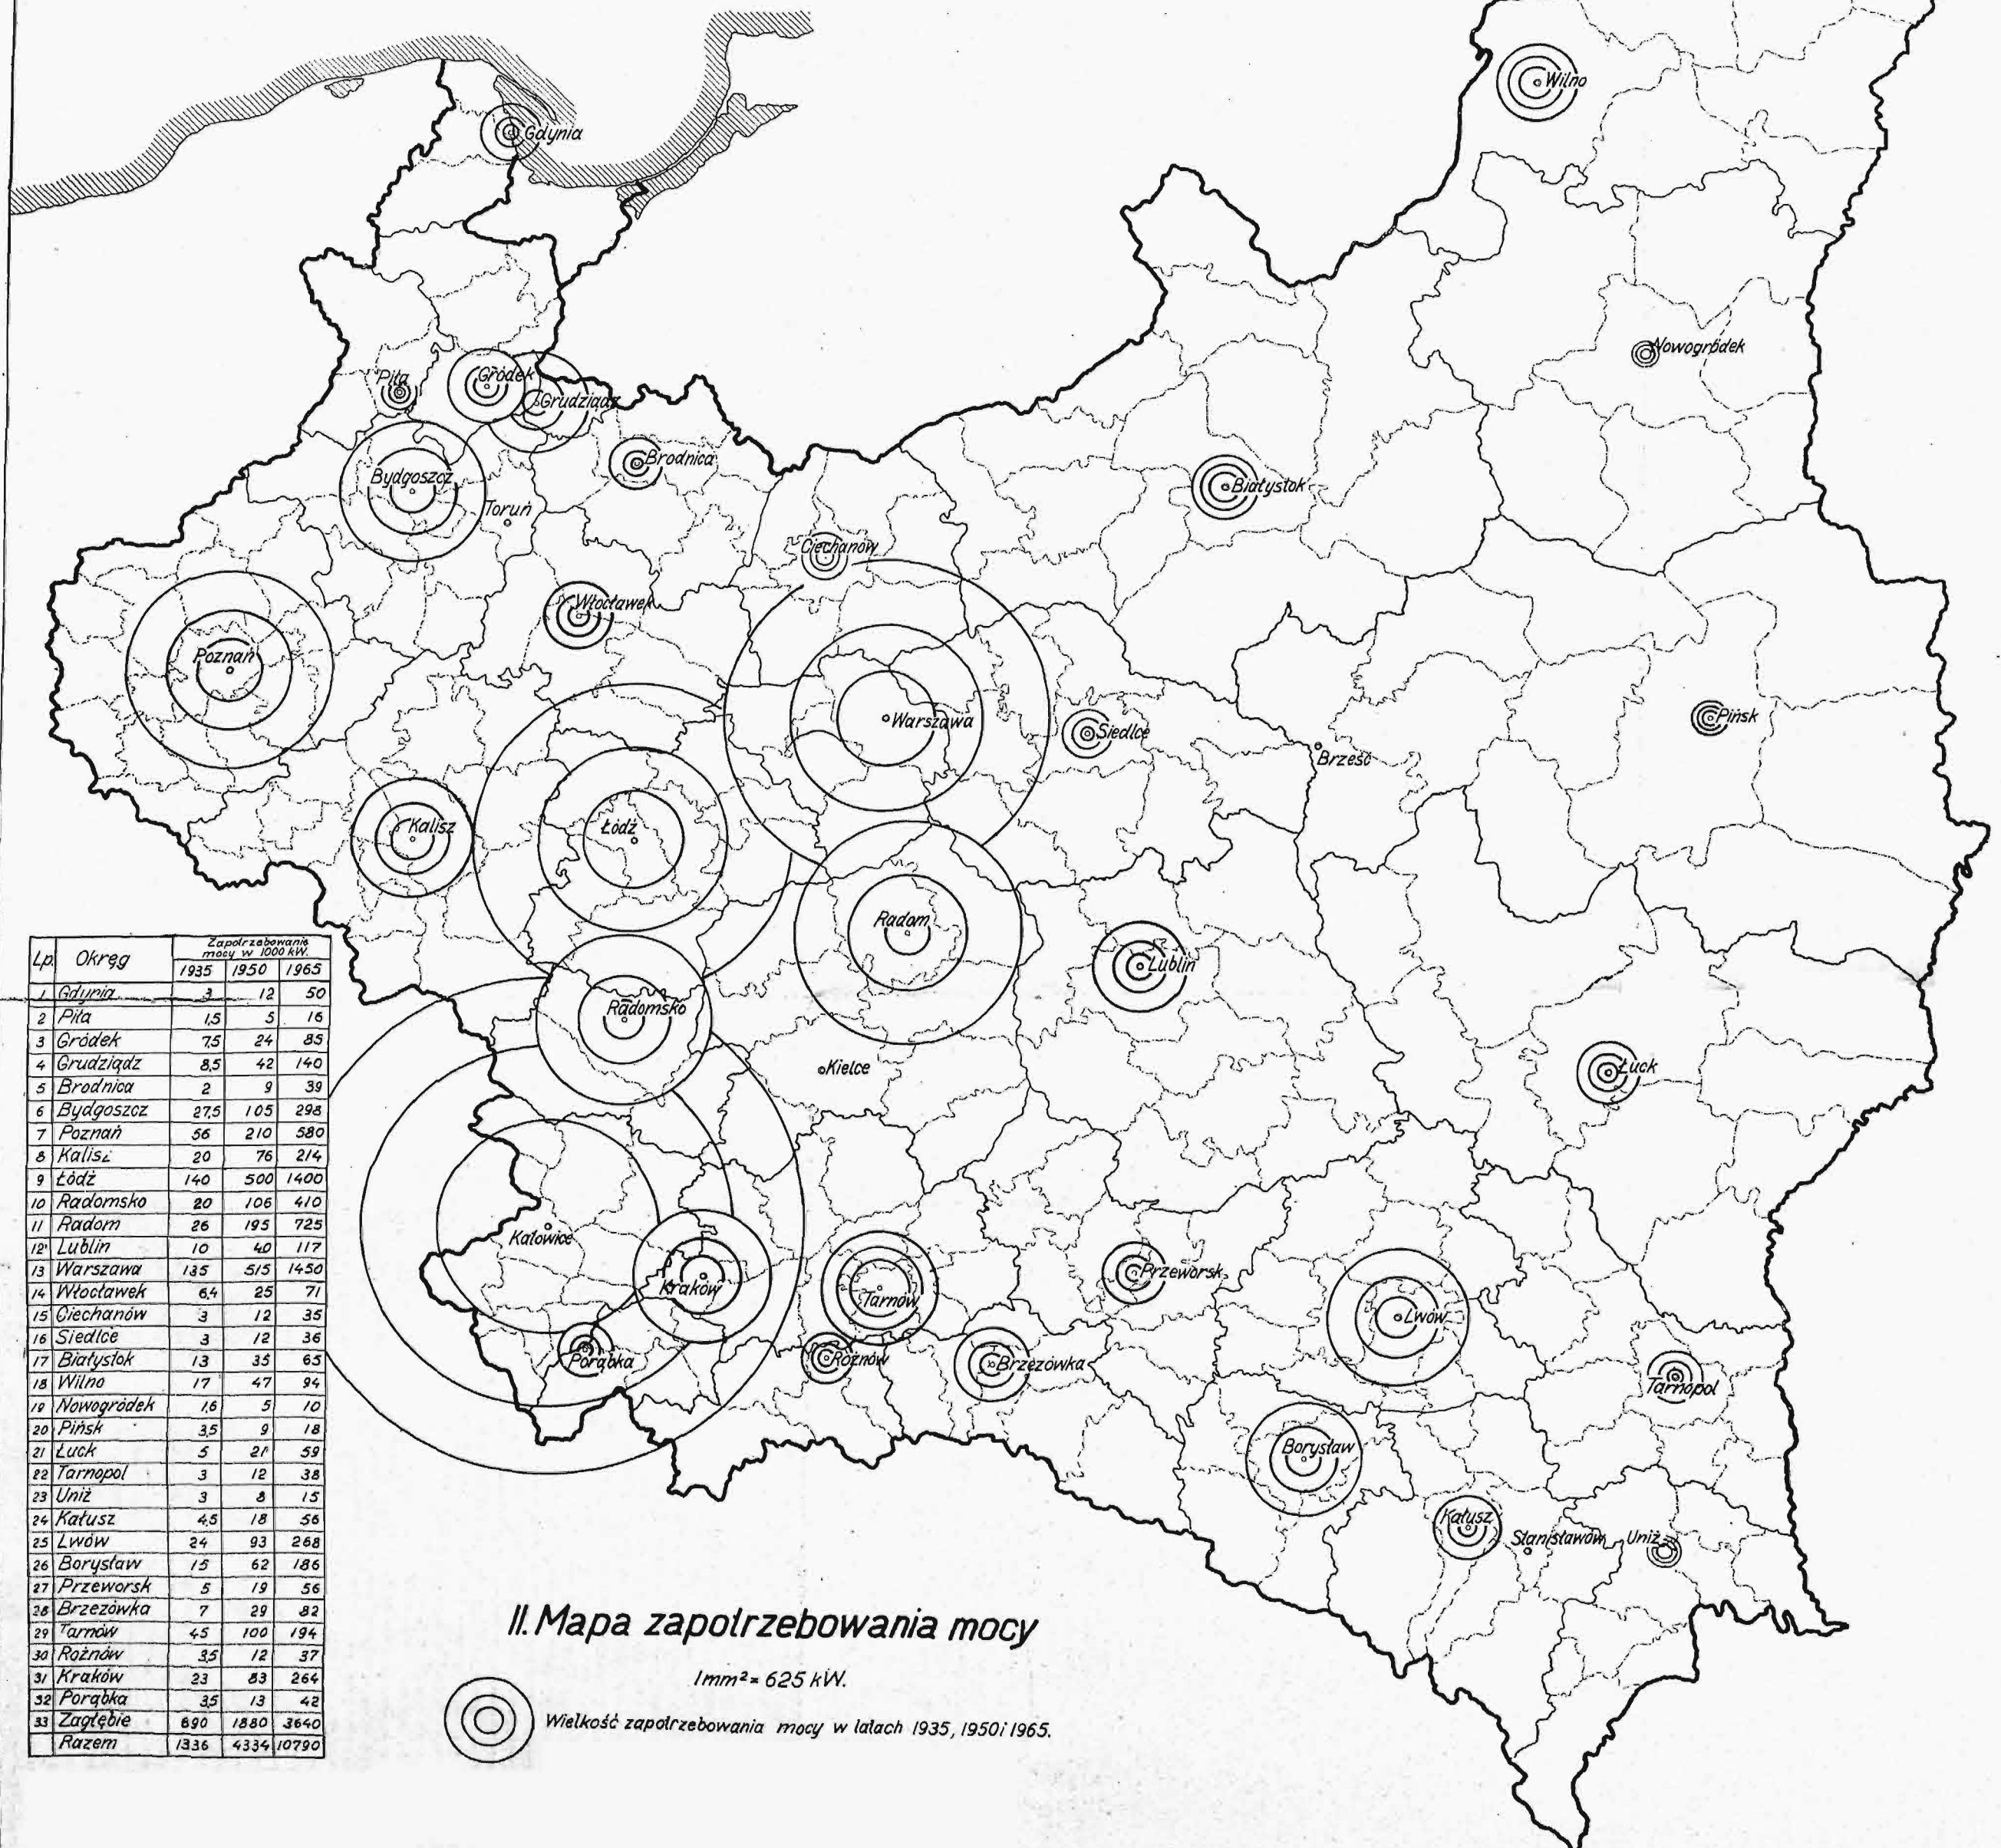 Wilno
Gdynia
Nowogródek
Piła
Gródek
Grudziądz
Brodnica
Bydgoszcz
Toruń
Białystok
Ciechanów
Włocławek
Poznań
Warszawa
Siedlce
Pińsk
Brześć
Kalisz
Łódź
Radom
Lublin
Radomsko
Kielce
Łuck
Katowice
Kraków
Tarnów
Przeworsk
Lwów
Porąbka
Rożnów
Brzezówka
Tarnopol
Borysław
Kałusz
Stanisławów
Uniż
Lp. Okręg Zapotrzebowanie mocy w 1000 kW.
1935 1950 1965
1 Gdynia 3 12 50
2 Piła 1,5 5 16
3 Gródek 7,5 24 85
4 Grudziądz 8,5 42 140
5 Brodnica 2 9 39
6 Bydgoszcz 27,5 105 298
7 Poznań 56 210 580
8 Kalisz 20 76 214
9 Łódź 140 500 1400
10 Radomsko 20 106 410
11 Radom 26 195 725
12 Lublin 10 40 117
13 Warszawa 135 515 1450
14 Włocławek 6,4 25 71
15 Ciechanów 3 12 35
16 Siedlce 3 12 36
17 Białystok 13 35 65
18 Wilno 17 47 94
19 Nowogródek 1,6 5 10
20 Pińsk 3,5 9 18
21 Łuck 5 21 59
22 Tarnopol 3 12 38
23 Uniż 3 8 15
24 Kałusz 4,5 18 56
25 Lwów 24 93 268
26 Borysław 15 62 186
27 Przeworsk 5 19 56
28 Brzezówka 7 29 82
29 Tarnów 45 100 194
30 Rożnów 3,5 12 37
31 Kraków 23 83 264
32 Porąbka 3,5 13 42
33 Zagłębie 690 1880 3640
Razem 1336 4334 10790
II. Mapa zapotrzebowania mocy
1mm² = 625 kW.
Wielkość zapotrzebowania mocy w latach 1935, 1950 i 1965.